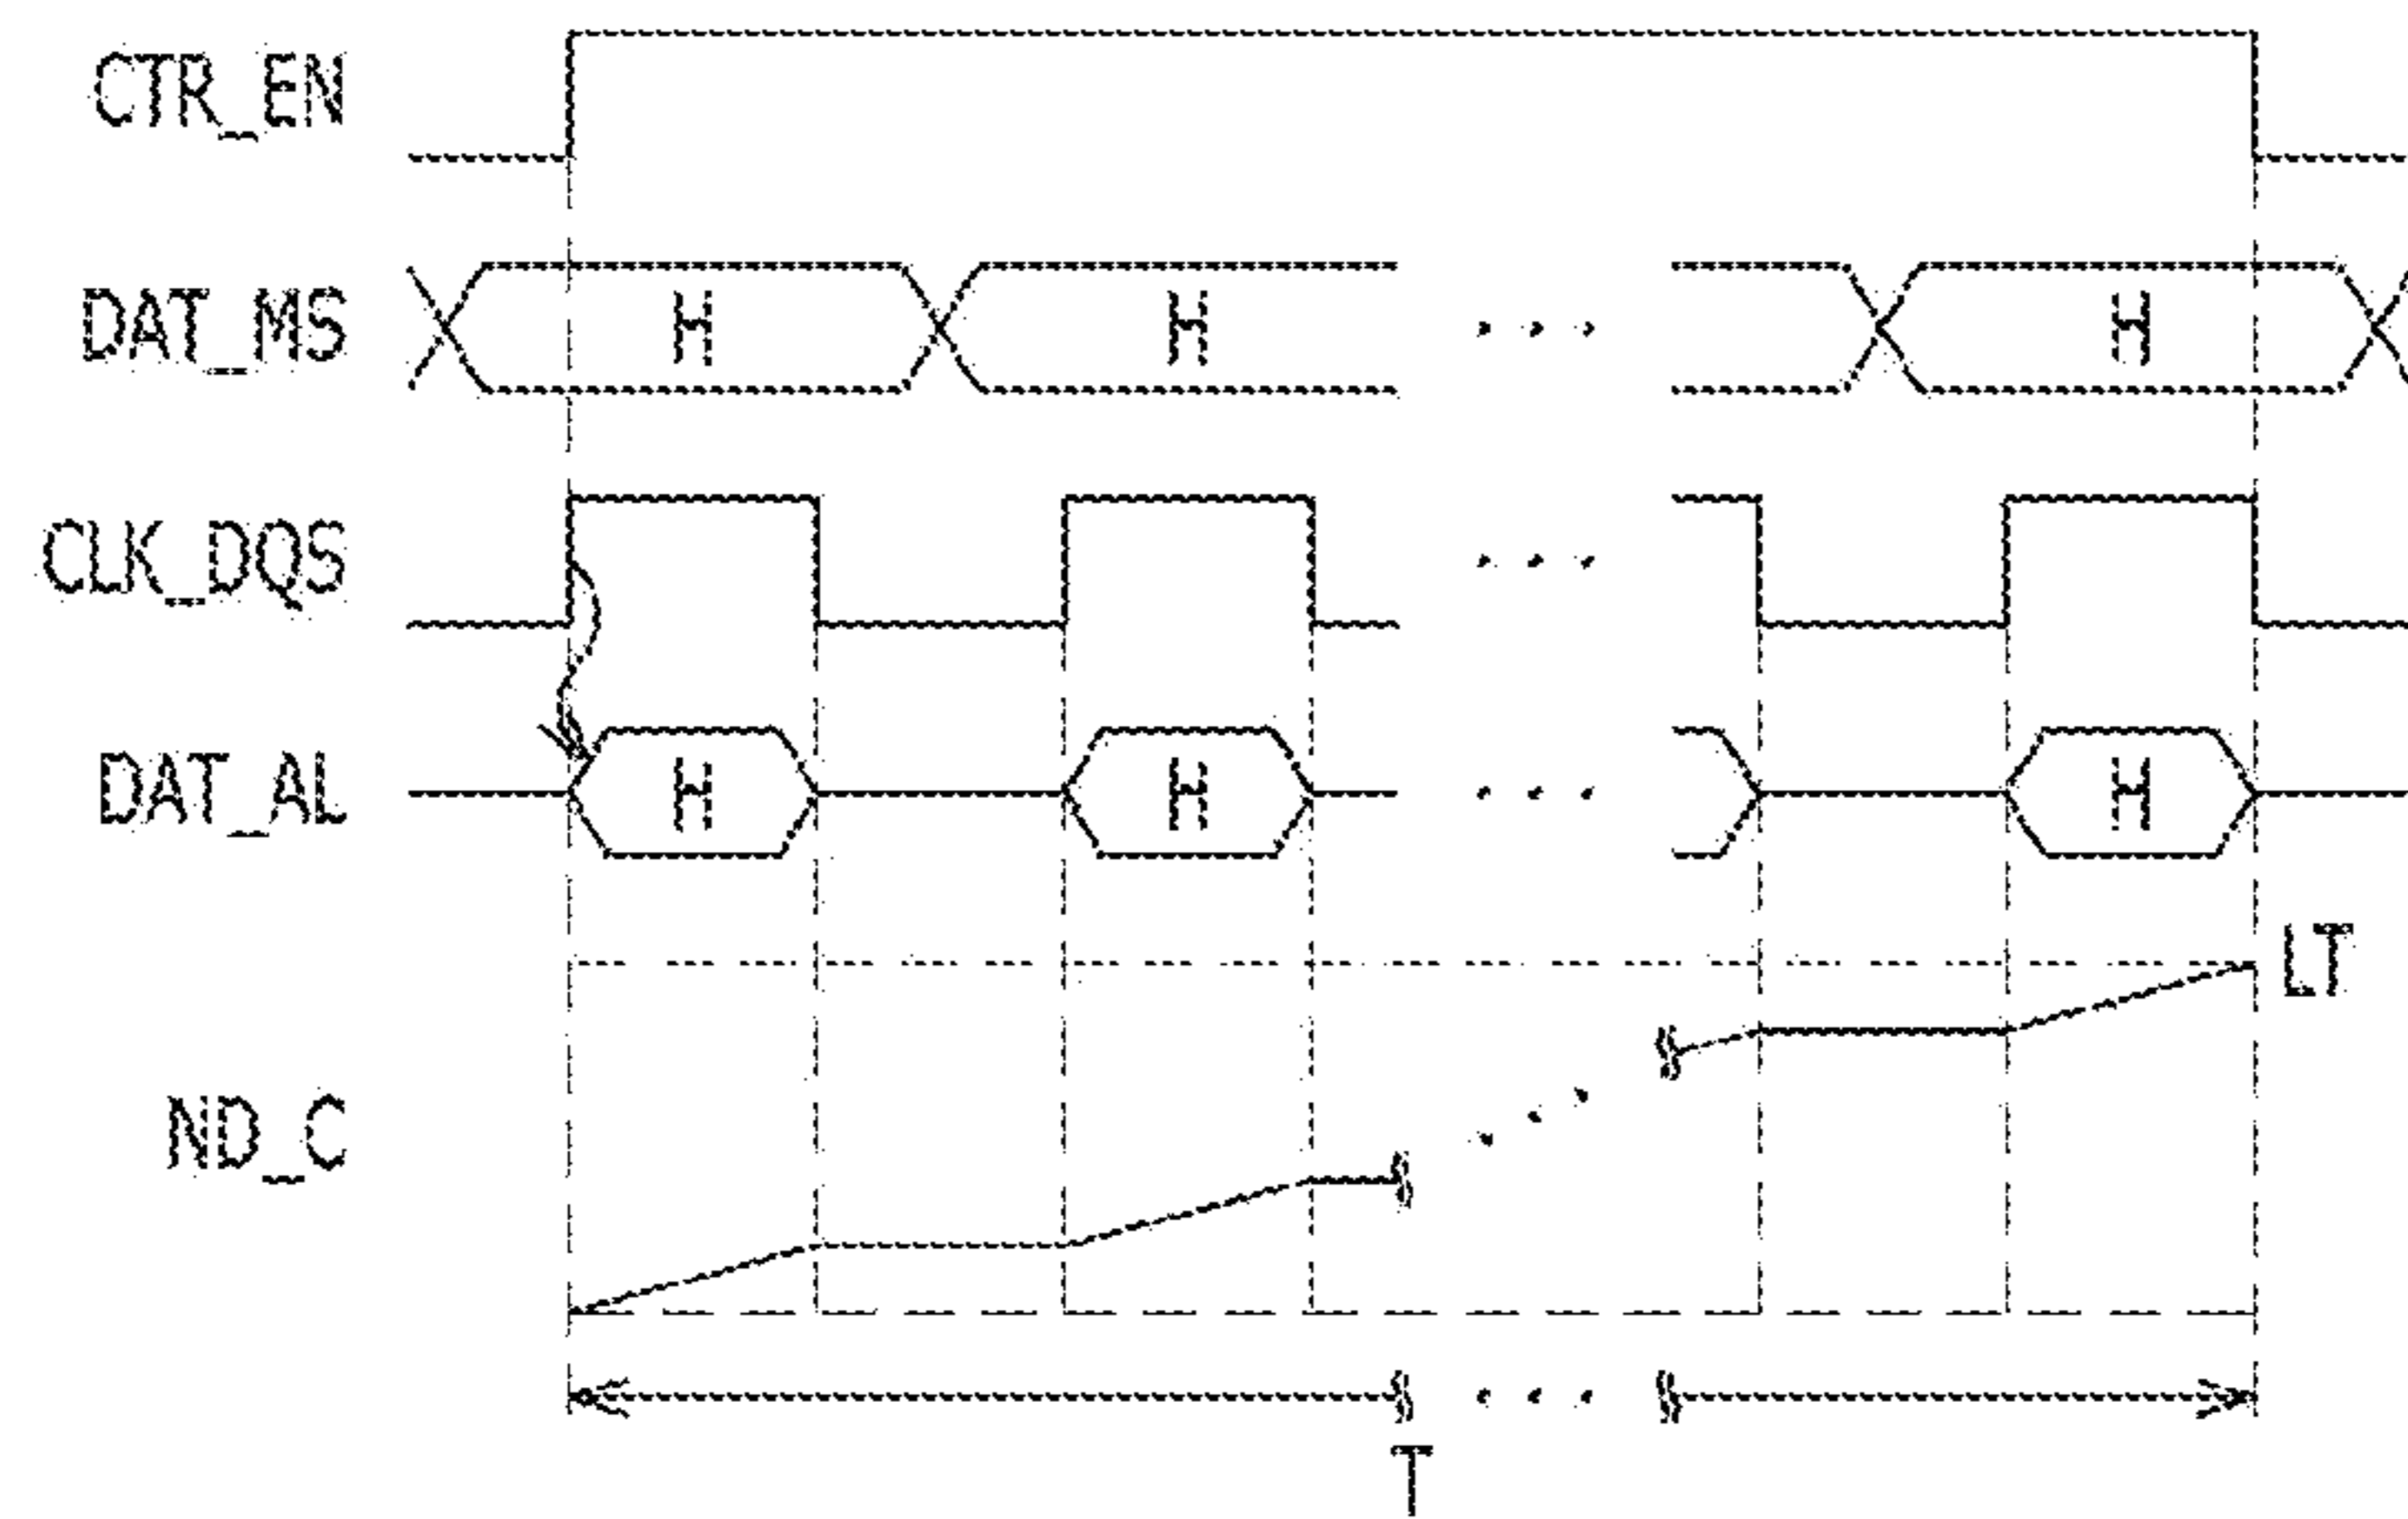 CTR_EN
DAT_MS H H H
CLK_DQS
DAT_AL H H H
LT
ND_C
T